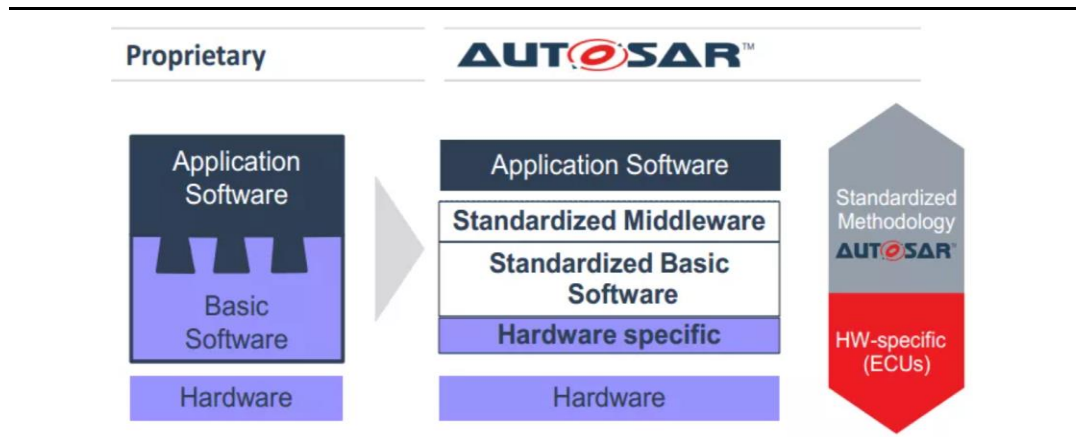 Proprietary
AUTOSAR™
Application
Software
Basic
Software
Hardware
Application Software
Standardized Middleware
Standardized Basic
Software
Hardware specific
Hardware
Standardized
Methodology
AUTOSAR™
HW-specific
(ECUs)